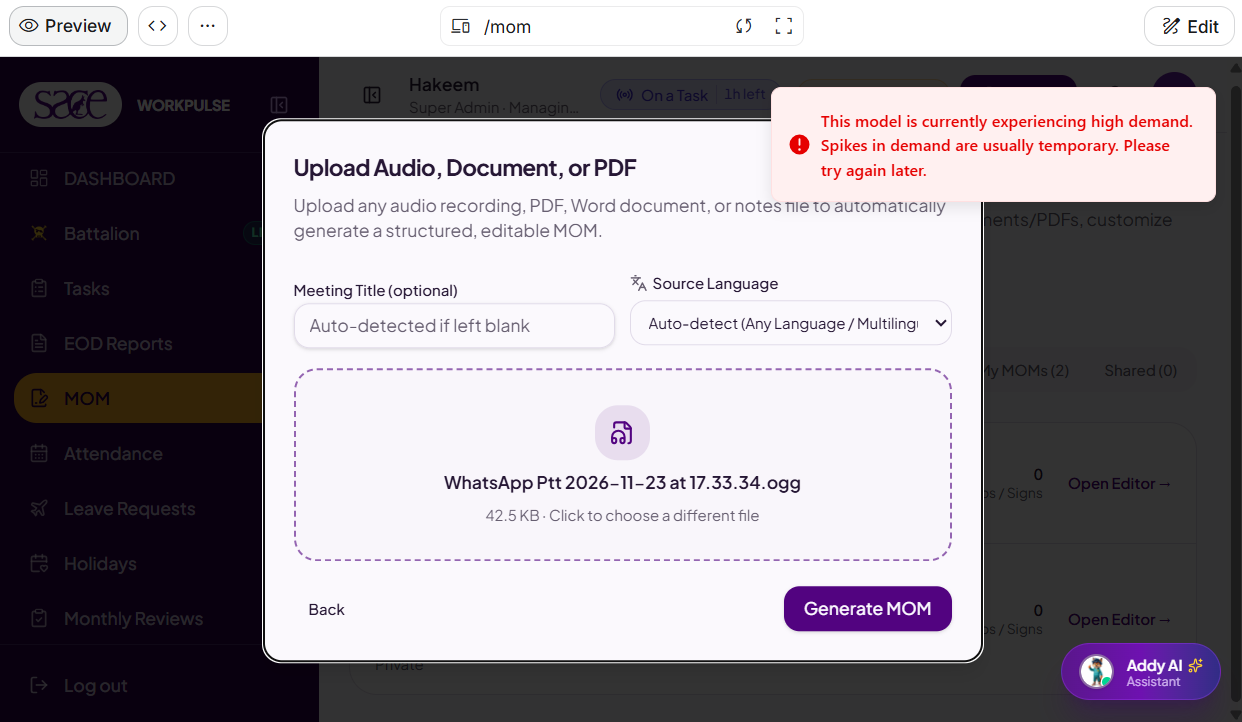 Preview
/mom
Edit
sace
WORKPULSE
Hakeem
Super Admin · Managin...
On a Task
1h left
This model is currently experiencing high demand.
Spikes in demand are usually temporary. Please
try again later.
DASHBOARD
Battalion
Tasks
EOD Reports
MOM
Attendance
Leave Requests
Holidays
Monthly Reviews
Log out
Upload Audio, Document, or PDF
Upload any audio recording, PDF, Word document, or notes file to automatically
generate a structured, editable MOM.
Meeting Title (optional)
Auto-detected if left blank
Source Language
Auto-detect (Any Language / Multiling
WhatsApp Ptt 2026-11-23 at 17.33.34.ogg
42.5 KB · Click to choose a different file
Back
Generate MOM
customize
My MOMs (2)
Shared (0)
0
/ Signs
Open Editor →
0
/ Signs
Open Editor →
Private
Addy AI
Assistant